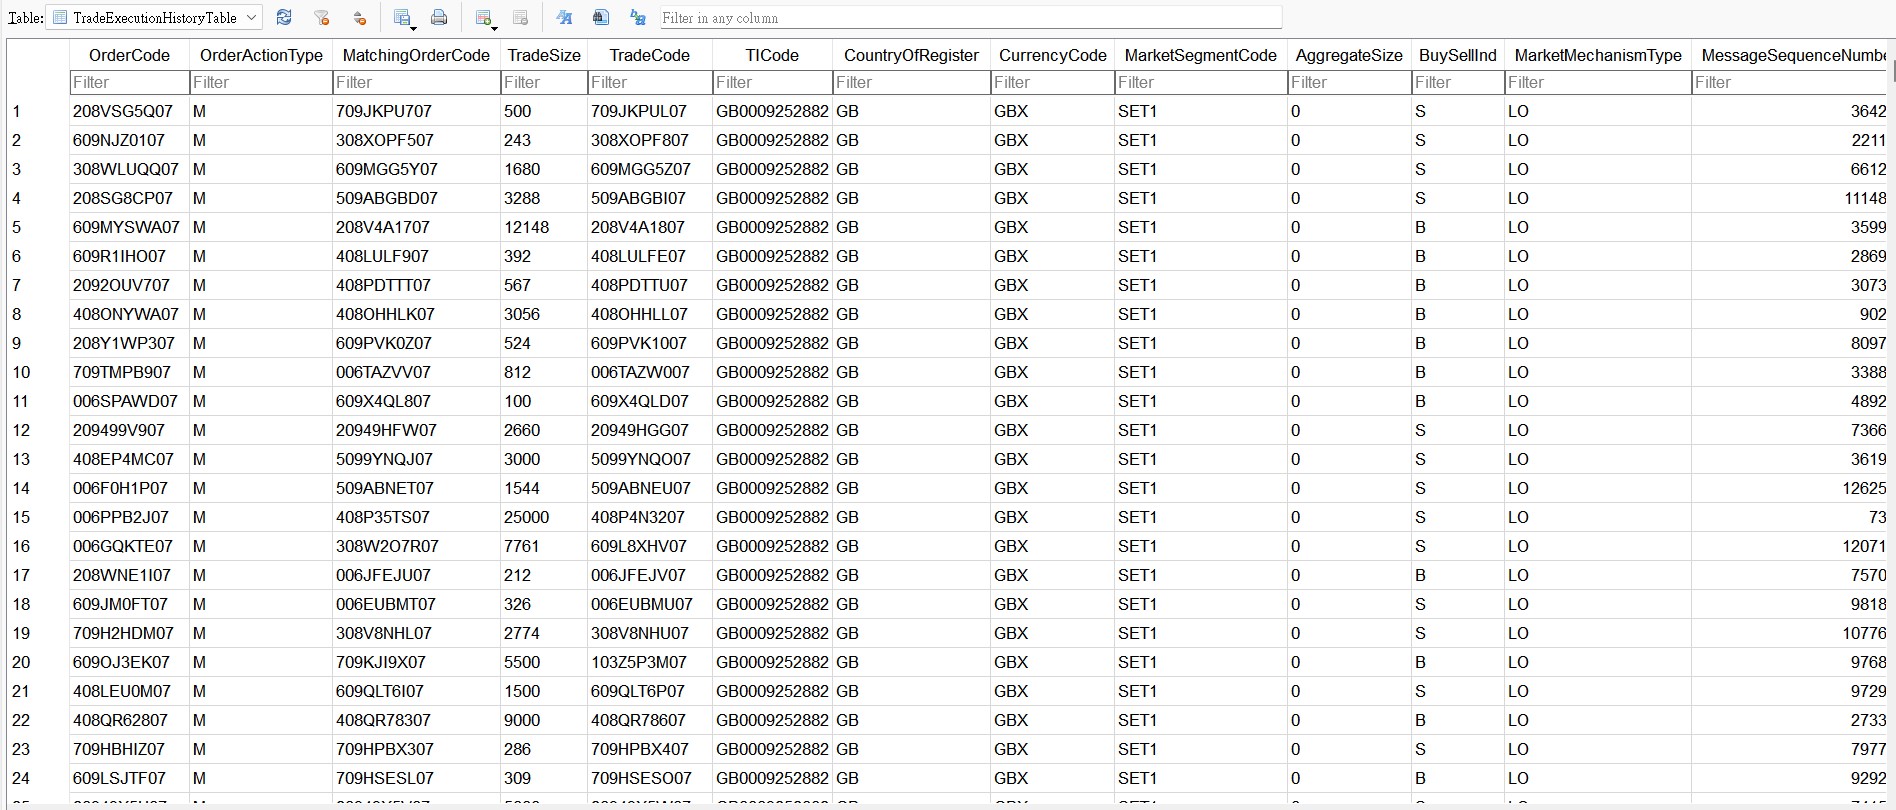 Table: TradeExecutionHistoryTable Filter in any column
OrderCode OrderActionType MatchingOrderCode TradeSize TradeCode TICode CountryOfRegister CurrencyCode MarketSegmentCode AggregateSize BuySellInd MarketMechanismType MessageSequenceNumbe
Filter Filter Filter Filter Filter Filter Filter Filter Filter Filter Filter Filter Filter
1 208VSG5Q07 M 709JKPU707 500 709JKPUL07 GB0009252882 GB GBX SET1 0 S LO 3642
2 609NJZ0107 M 308XOPF507 243 308XOPF807 GB0009252882 GB GBX SET1 0 S LO 2211
3 308WLUQQ07 M 609MGG5Y07 1680 609MGG5Z07 GB0009252882 GB GBX SET1 0 S LO 6612
4 208SG8CP07 M 509ABGBD07 3288 509ABGBI07 GB0009252882 GB GBX SET1 0 S LO 11148
5 609MYSWA07 M 208V4A1707 12148 208V4A1807 GB0009252882 GB GBX SET1 0 B LO 3599
6 609R1IHO07 M 408LULF907 392 408LULFE07 GB0009252882 GB GBX SET1 0 B LO 2869
7 2092OUV707 M 408PDTTT07 567 408PDTTU07 GB0009252882 GB GBX SET1 0 B LO 3073
8 408ONYWA07 M 408OHHLK07 3056 408OHHLL07 GB0009252882 GB GBX SET1 0 B LO 902
9 208Y1WP307 M 609PVK0Z07 524 609PVK1007 GB0009252882 GB GBX SET1 0 B LO 8097
10 709TMPB907 M 006TAZVV07 812 006TAZW007 GB0009252882 GB GBX SET1 0 B LO 3388
11 006SPAWD07 M 609X4QL807 100 609X4QLD07 GB0009252882 GB GBX SET1 0 B LO 4892
12 209499V907 M 20949HFW07 2660 20949HGG07 GB0009252882 GB GBX SET1 0 S LO 7366
13 408EP4MC07 M 5099YNQJ07 3000 5099YNQO07 GB0009252882 GB GBX SET1 0 S LO 3619
14 006F0H1P07 M 509ABNET07 1544 509ABNEU07 GB0009252882 GB GBX SET1 0 S LO 12625
15 006PPB2J07 M 408P35TS07 25000 408P4N3207 GB0009252882 GB GBX SET1 0 S LO 73
16 006GQKTE07 M 308W2O7R07 7761 609L8XHV07 GB0009252882 GB GBX SET1 0 S LO 12071
17 208WNE1I07 M 006JFEJU07 212 006JFEJV07 GB0009252882 GB GBX SET1 0 B LO 7570
18 609JM0FT07 M 006EUBMT07 326 006EUBMU07 GB0009252882 GB GBX SET1 0 S LO 9818
19 709H2HDM07 M 308V8NHL07 2774 308V8NHU07 GB0009252882 GB GBX SET1 0 S LO 10776
20 609OJ3EK07 M 709KJI9X07 5500 103Z5P3M07 GB0009252882 GB GBX SET1 0 B LO 9768
21 408LEU0M07 M 609QLT6I07 1500 609QLT6P07 GB0009252882 GB GBX SET1 0 S LO 9729
22 408QR62807 M 408QR78307 9000 408QR78607 GB0009252882 GB GBX SET1 0 B LO 2733
23 709HBHIZ07 M 709HPBX307 286 709HPBX407 GB0009252882 GB GBX SET1 0 S LO 7977
24 609LSJTF07 M 709HSESL07 309 709HSESO07 GB0009252882 GB GBX SET1 0 B LO 9292